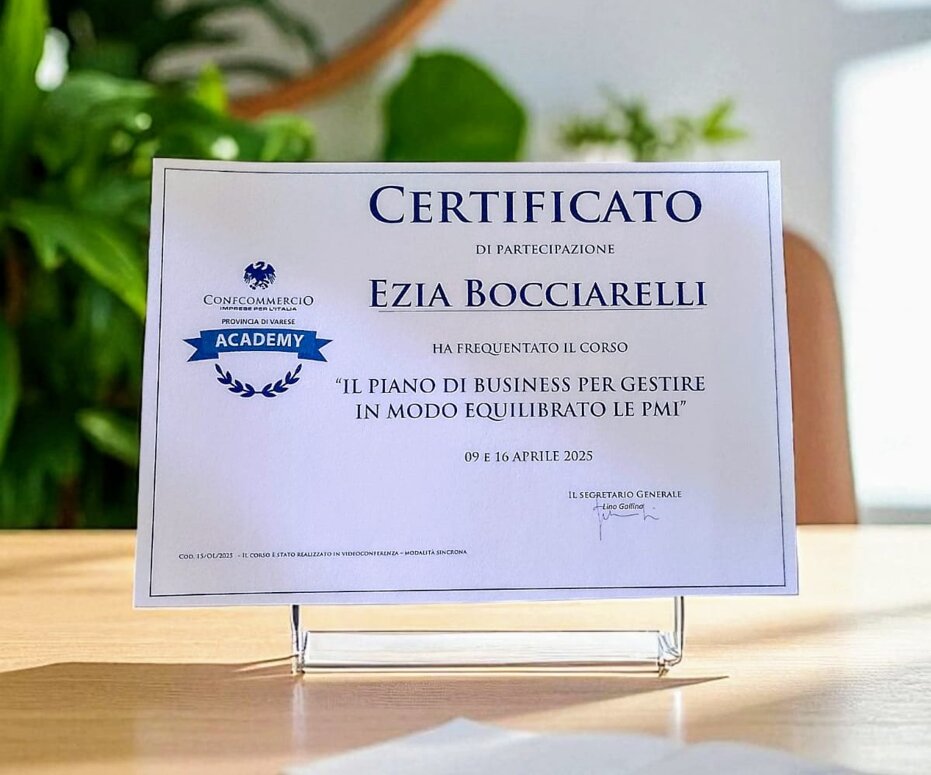 CERTIFICATO
DI PARTECIPAZIONE
EZIA BOCCIARELLI
CONFCOMMERCIO
IMPRESE PER L'ITALIA
PROVINCIA DI VARESE
ACADEMY
HA FREQUENTATO IL CORSO
“IL PIANO DI BUSINESS PER GESTIRE
IN MODO EQUILIBRATO LE PMI”
09 E 16 APRILE 2025
IL SEGRETARIO GENERALE
Lino Gallina
COD. 15/OL/2025 - IL CORSO È STATO REALIZZATO IN VIDEOCONFERENZA – MODALITÀ SINCRONA